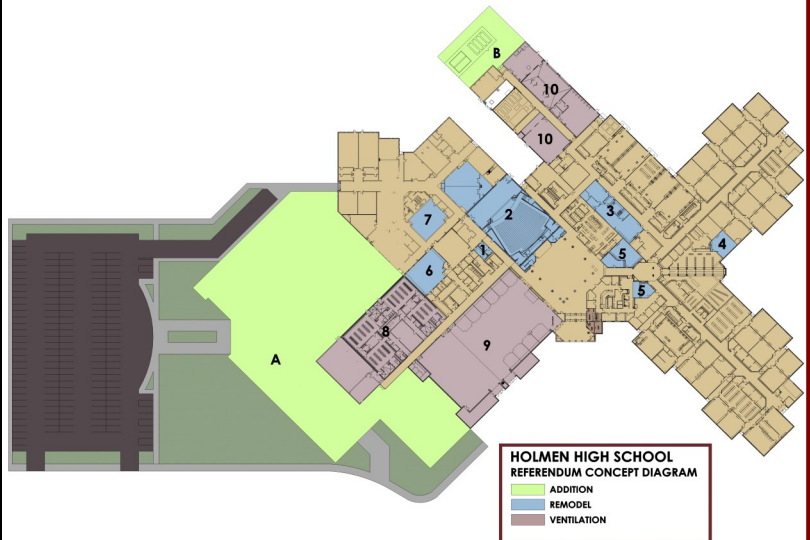 B
10
10
3
2
7
4
1
5
6
5
8
9
A
HOLMEN HIGH SCHOOL
REFERENDUM CONCEPT DIAGRAM
ADDITION
REMODEL
VENTILATION